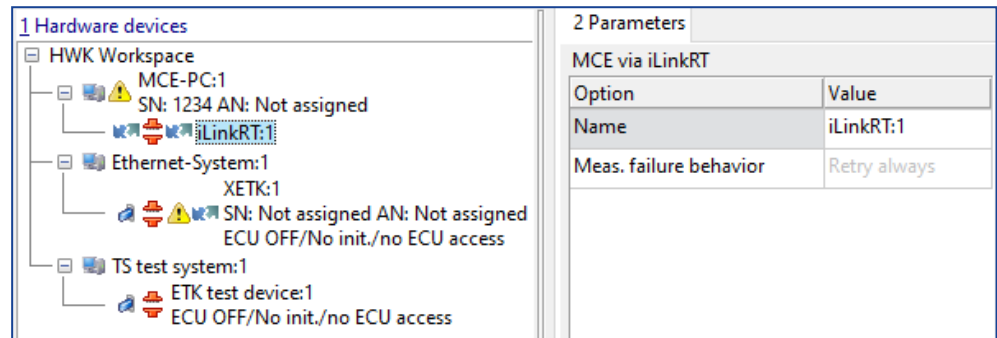 1 Hardware devices
HWK Workspace
MCE-PC:1
SN: 1234 AN: Not assigned
iLinkRT:1
Ethernet-System:1
XETK:1
SN: Not assigned AN: Not assigned
ECU OFF/No init./no ECU access
TS test system:1
ETK test device:1
ECU OFF/No init./no ECU access
2 Parameters
MCE via iLinkRT
Option Value
Name iLinkRT:1
Meas. failure behavior Retry always